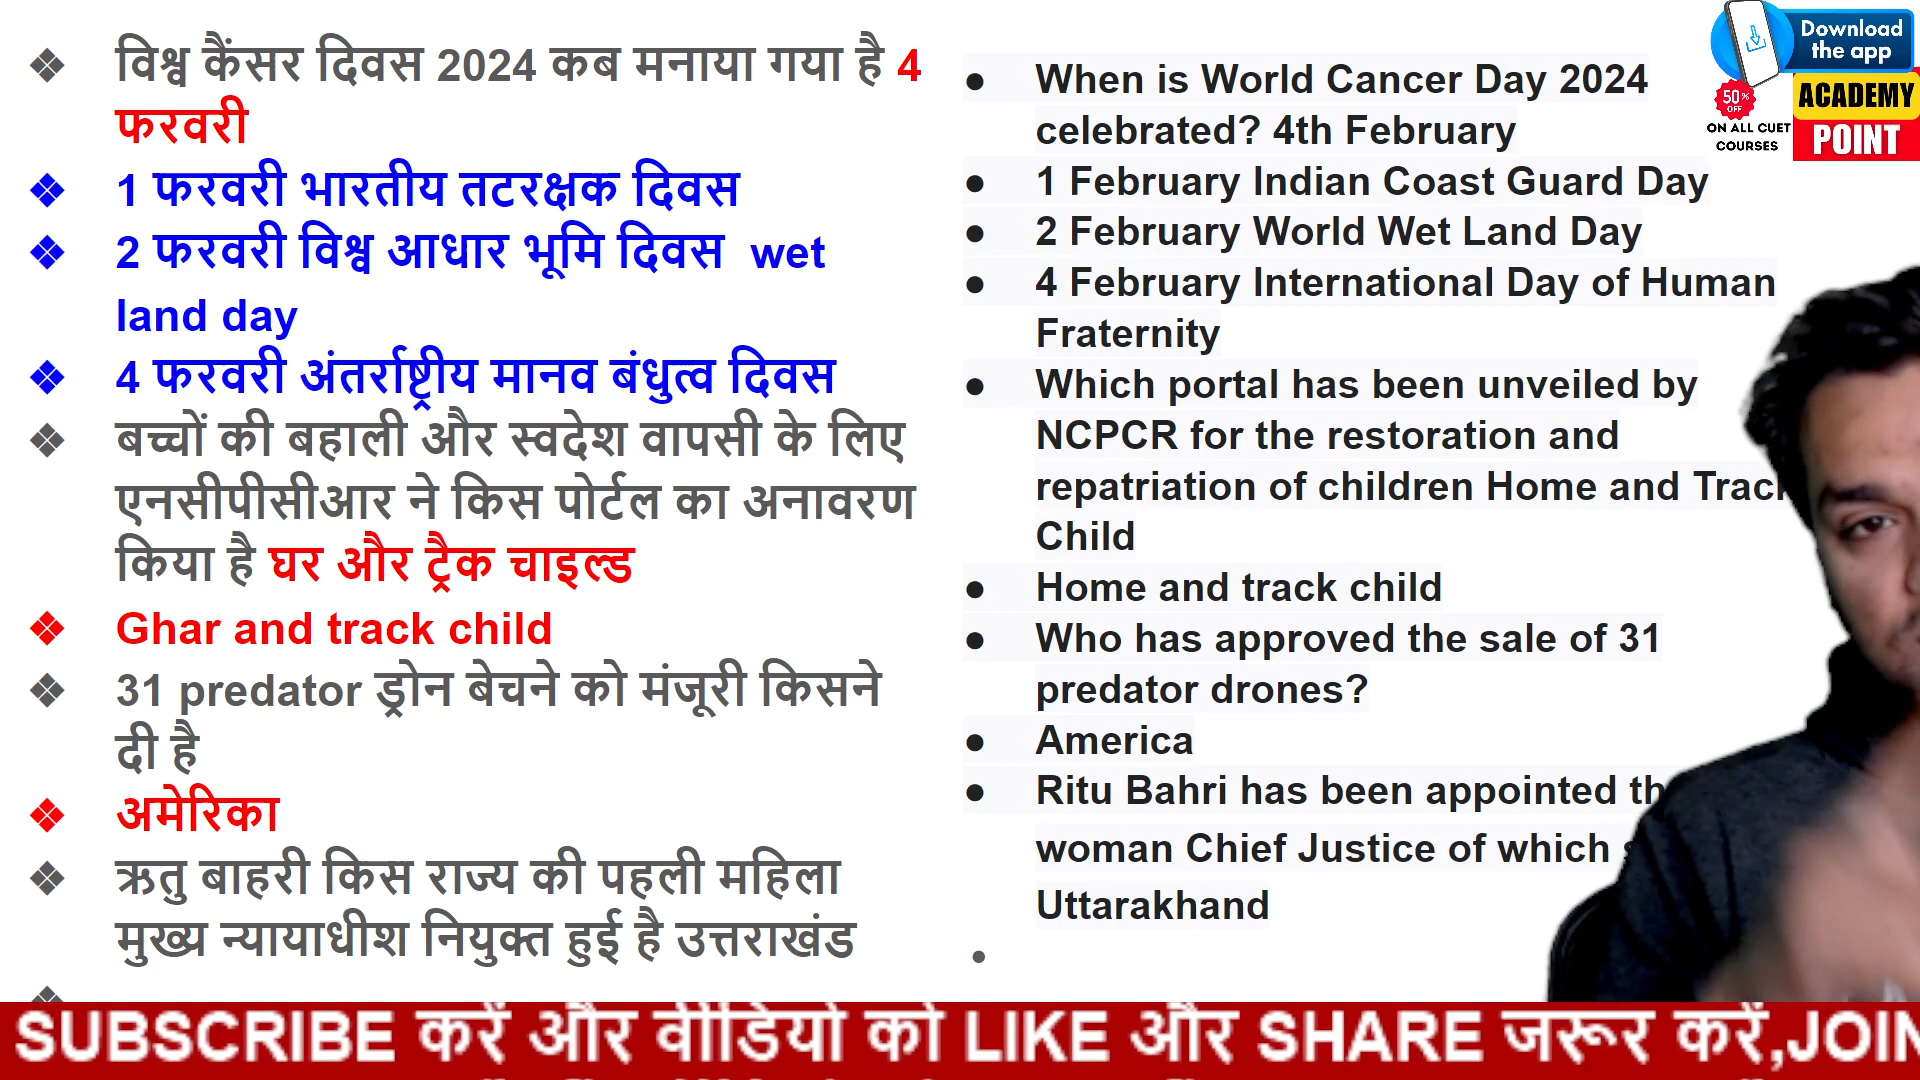 विश्व कैंसर दिवस 2024 कब मनाया गया है 4
फरवरी
1 फरवरी भारतीय तटरक्षक दिवस
2 फरवरी विश्व आधार भूमि दिवस wet
land day
4 फरवरी अंतर्राष्ट्रीय मानव बंधुत्व दिवस
बच्चों की बहाली और स्वदेश वापसी के लिए
एनसीपीसीआर ने किस पोर्टल का अनावरण
किया है घर और ट्रैक चाइल्ड
Ghar and track child
31 predator ड्रोन बेचने को मंजूरी किसने
दी है
अमेरिका
ऋतु बाहरी किस राज्य की पहली महिला
मुख्य न्यायाधीश नियुक्त हुई है उत्तराखंड
When is World Cancer Day 2024
celebrated? 4th February
1 February Indian Coast Guard Day
2 February World Wet Land Day
4 February International Day of Human
Fraternity
Which portal has been unveiled by
NCPCR for the restoration and
repatriation of children Home and Track
Child
Home and track child
Who has approved the sale of 31
predator drones?
America
Ritu Bahri has been appointed
woman Chief Justice of which
Uttarakhand
Download
the app
50% OFF
ON ALL CUET
COURSES
ACADEMY
POINT
SUBSCRIBE करें और वीडियो को LIKE और SHARE जरूर करें,JOIN